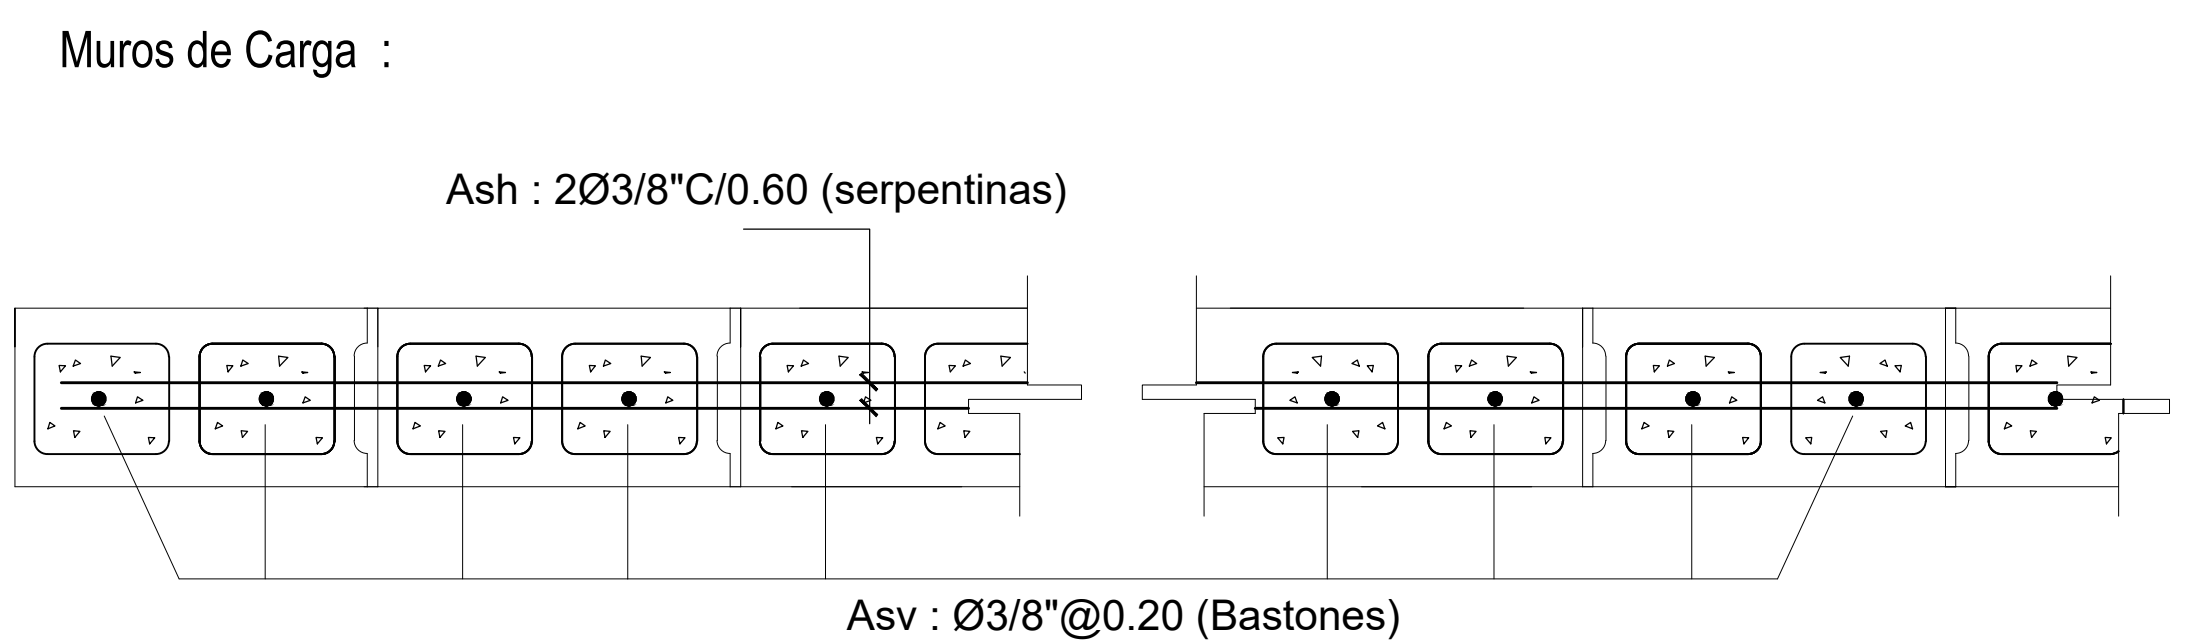 Muros de Carga :
Ash : 2Ø3/8"C/0.60 (serpentinas)
Asv : Ø3/8"@0.20 (Bastones)